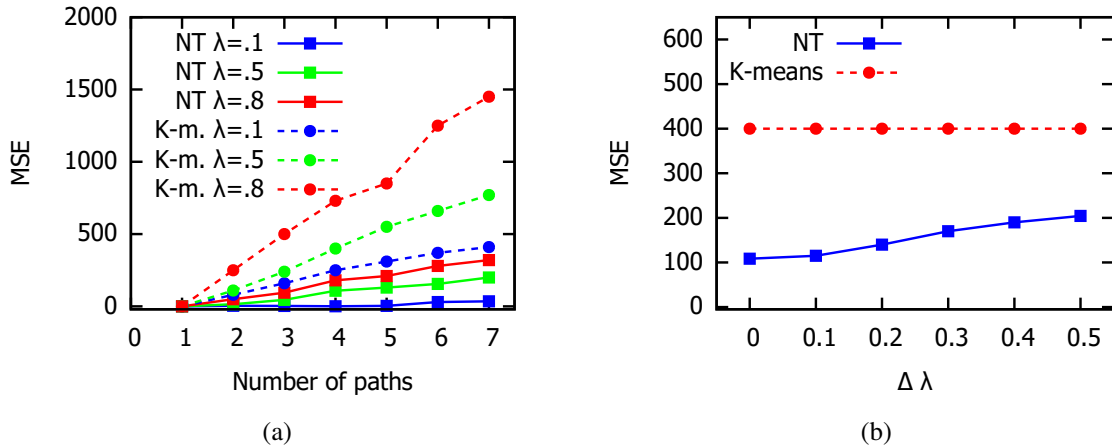 2000
1500
1000
500
0
MSE
NT λ=.1
NT λ=.5
NT λ=.8
K-m. λ=.1
K-m. λ=.5
K-m. λ=.8
0 1 2 3 4 5 6 7
Number of paths
(a)
600
500
400
300
200
100
0
MSE
NT
K-means
0 0.1 0.2 0.3 0.4 0.5
Δ λ
(b)